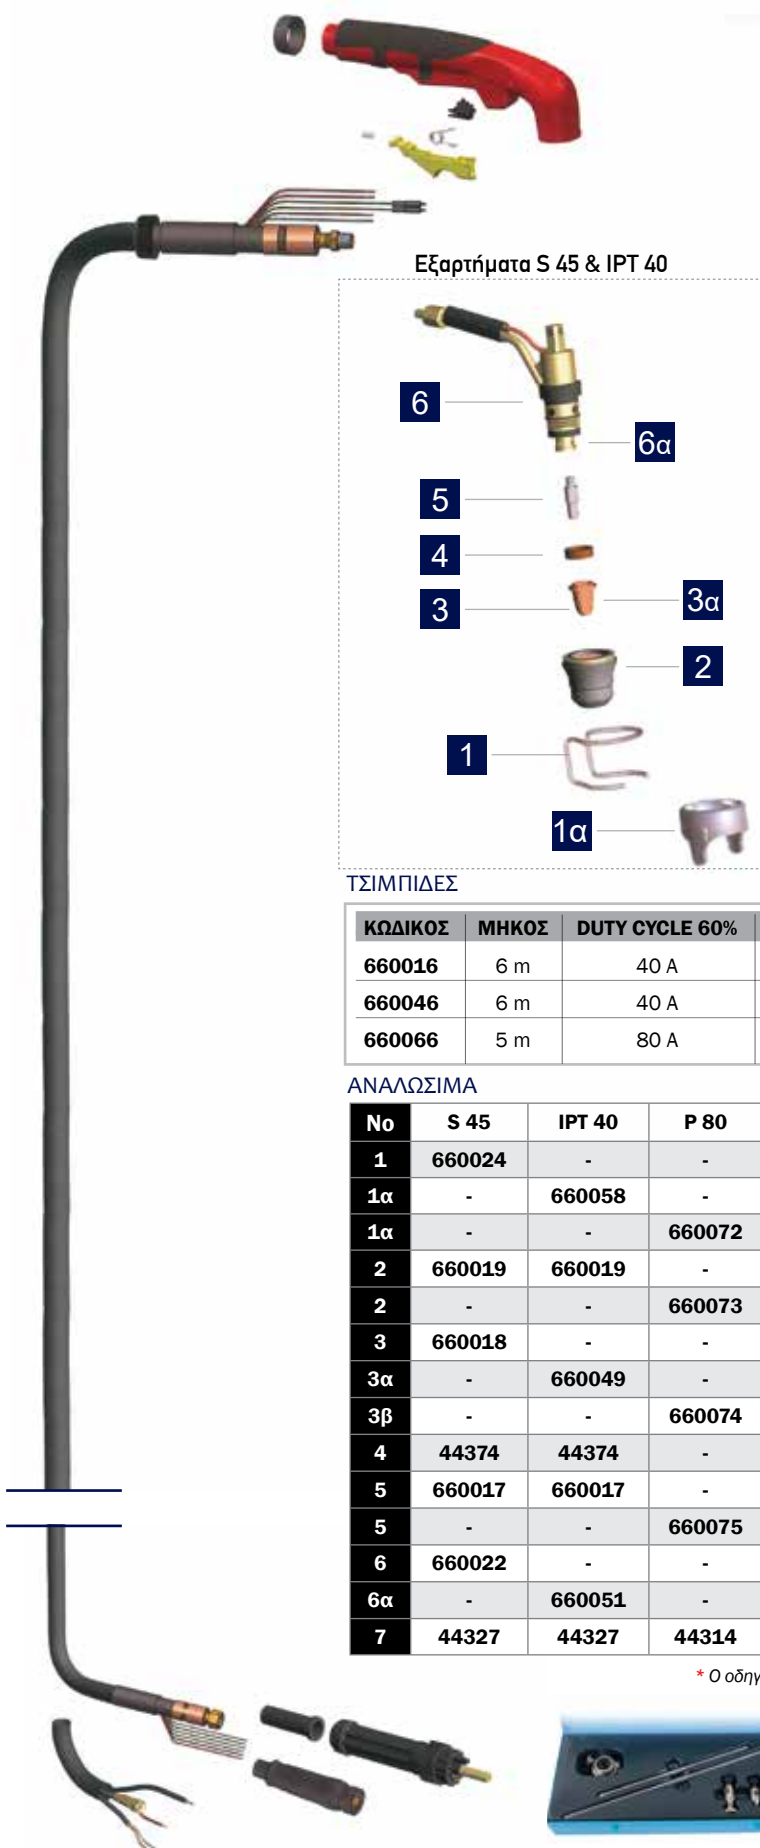 Εξαρτήματα S 45 & IPT 40
6
6α
5
4
3
3α
2
1
1α
ΤΣΙΜΠΙΔΕΣ
ΚΩΔΙΚΟΣ ΜΗΚΟΣ DUTY CYCLE 60%
660016 6 m 40 A
660046 6 m 40 A
660066 5 m 80 A
ΑΝΑΛΩΣΙΜΑ
No S 45 IPT 40 P 80
1 660024 - -
1α - 660058 -
1α - - 660072
2 660019 660019 -
2 - - 660073
3 660018 - -
3α - 660049 -
3β - - 660074
4 44374 44374 -
5 660017 660017 -
5 - - 660075
6 660022 - -
6α - 660051 -
7 44327 44327 44314
* Ο οδηγ